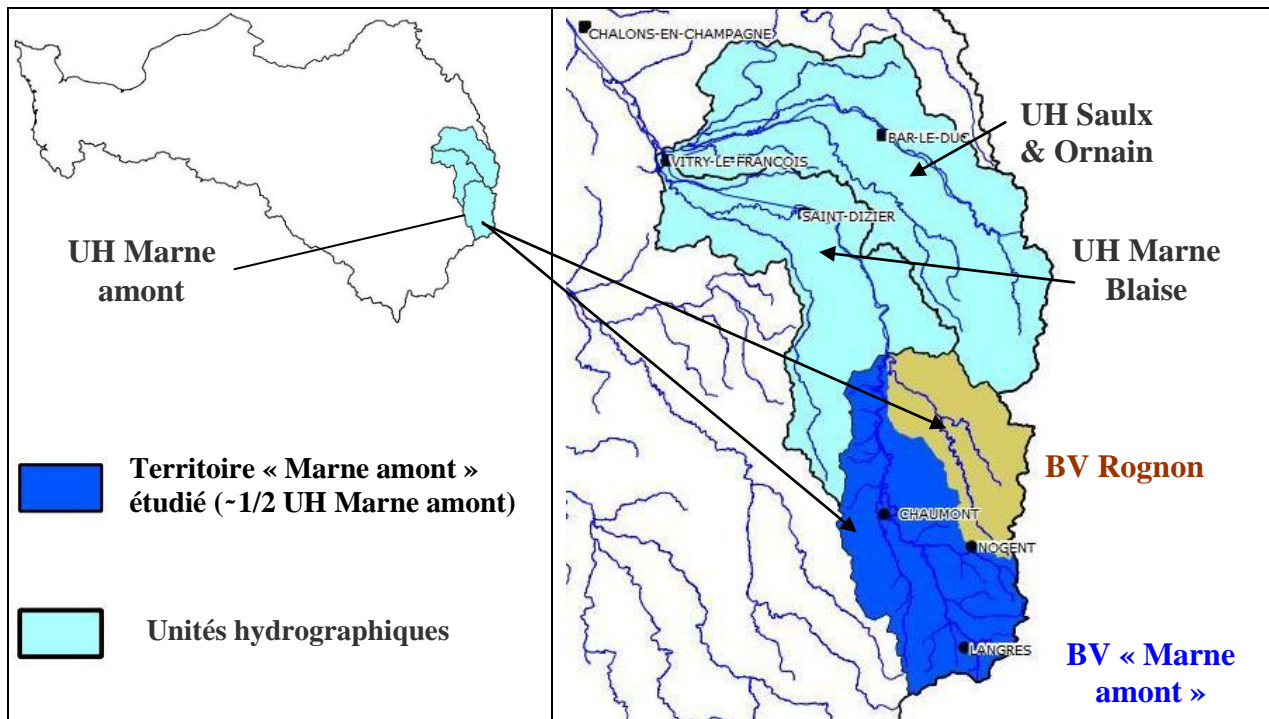 UH Marne
amont
Territoire « Marne amont »
étudié (~1/2 UH Marne amont)
Unités hydrographiques
CHALONS-EN-CHAMPAGNE
UH Saulx
& Ornain
BAR-LE-DUC
VITRY-LE-FRANÇOIS
SAINT-DIZIER
UH Marne
Blaise
BV Rognon
CHAUMONT
NOGENT
LANGRES
BV « Marne
amont »